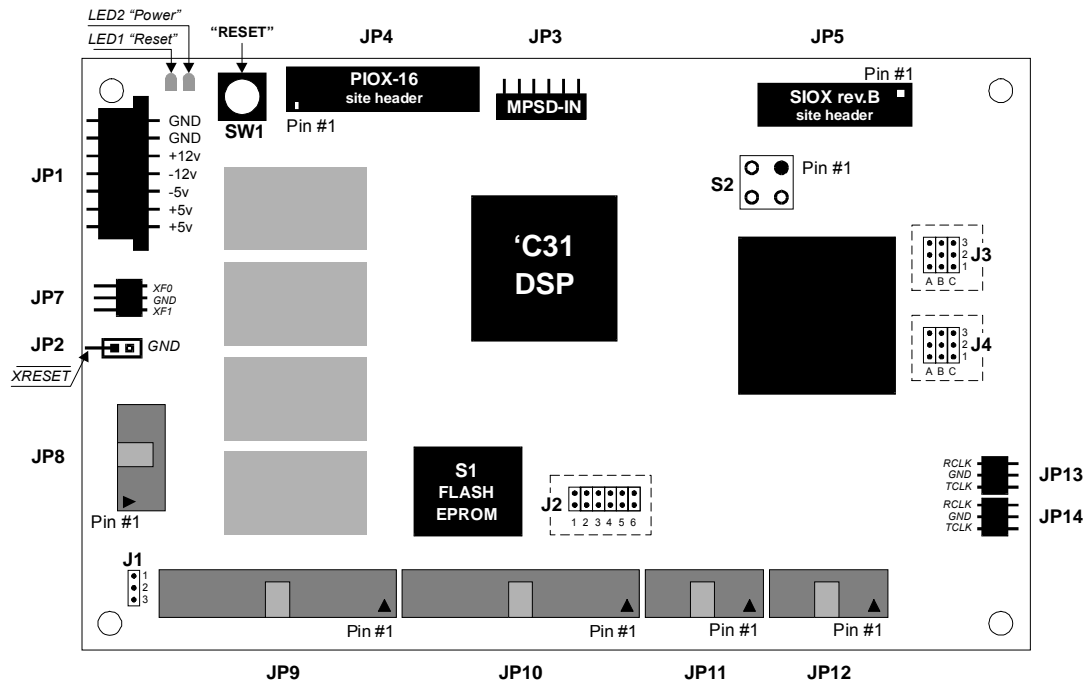 LED2 “Power”
LED1 “Reset”
“RESET”
JP4
JP3
JP5
PIOX-16
site header
Pin #1
SW1
MPSD-IN
Pin #1
SIOX rev.B
site header
JP1
GND
GND
+12v
-12v
-5v
+5v
+5v
S2
Pin #1
‘C31
DSP
3
2
1
J3
A B C
JP7
XF0
GND
XF1
JP2
GND
XRESET
3
2
1
J4
A B C
JP8
Pin #1
S1
FLASH
EPROM
J2
1 2 3 4 5 6
RCLK
GND
TCLK
JP13
RCLK
GND
TCLK
JP14
J1
1
2
3
Pin #1
Pin #1
Pin #1
Pin #1
JP9
JP10
JP11
JP12